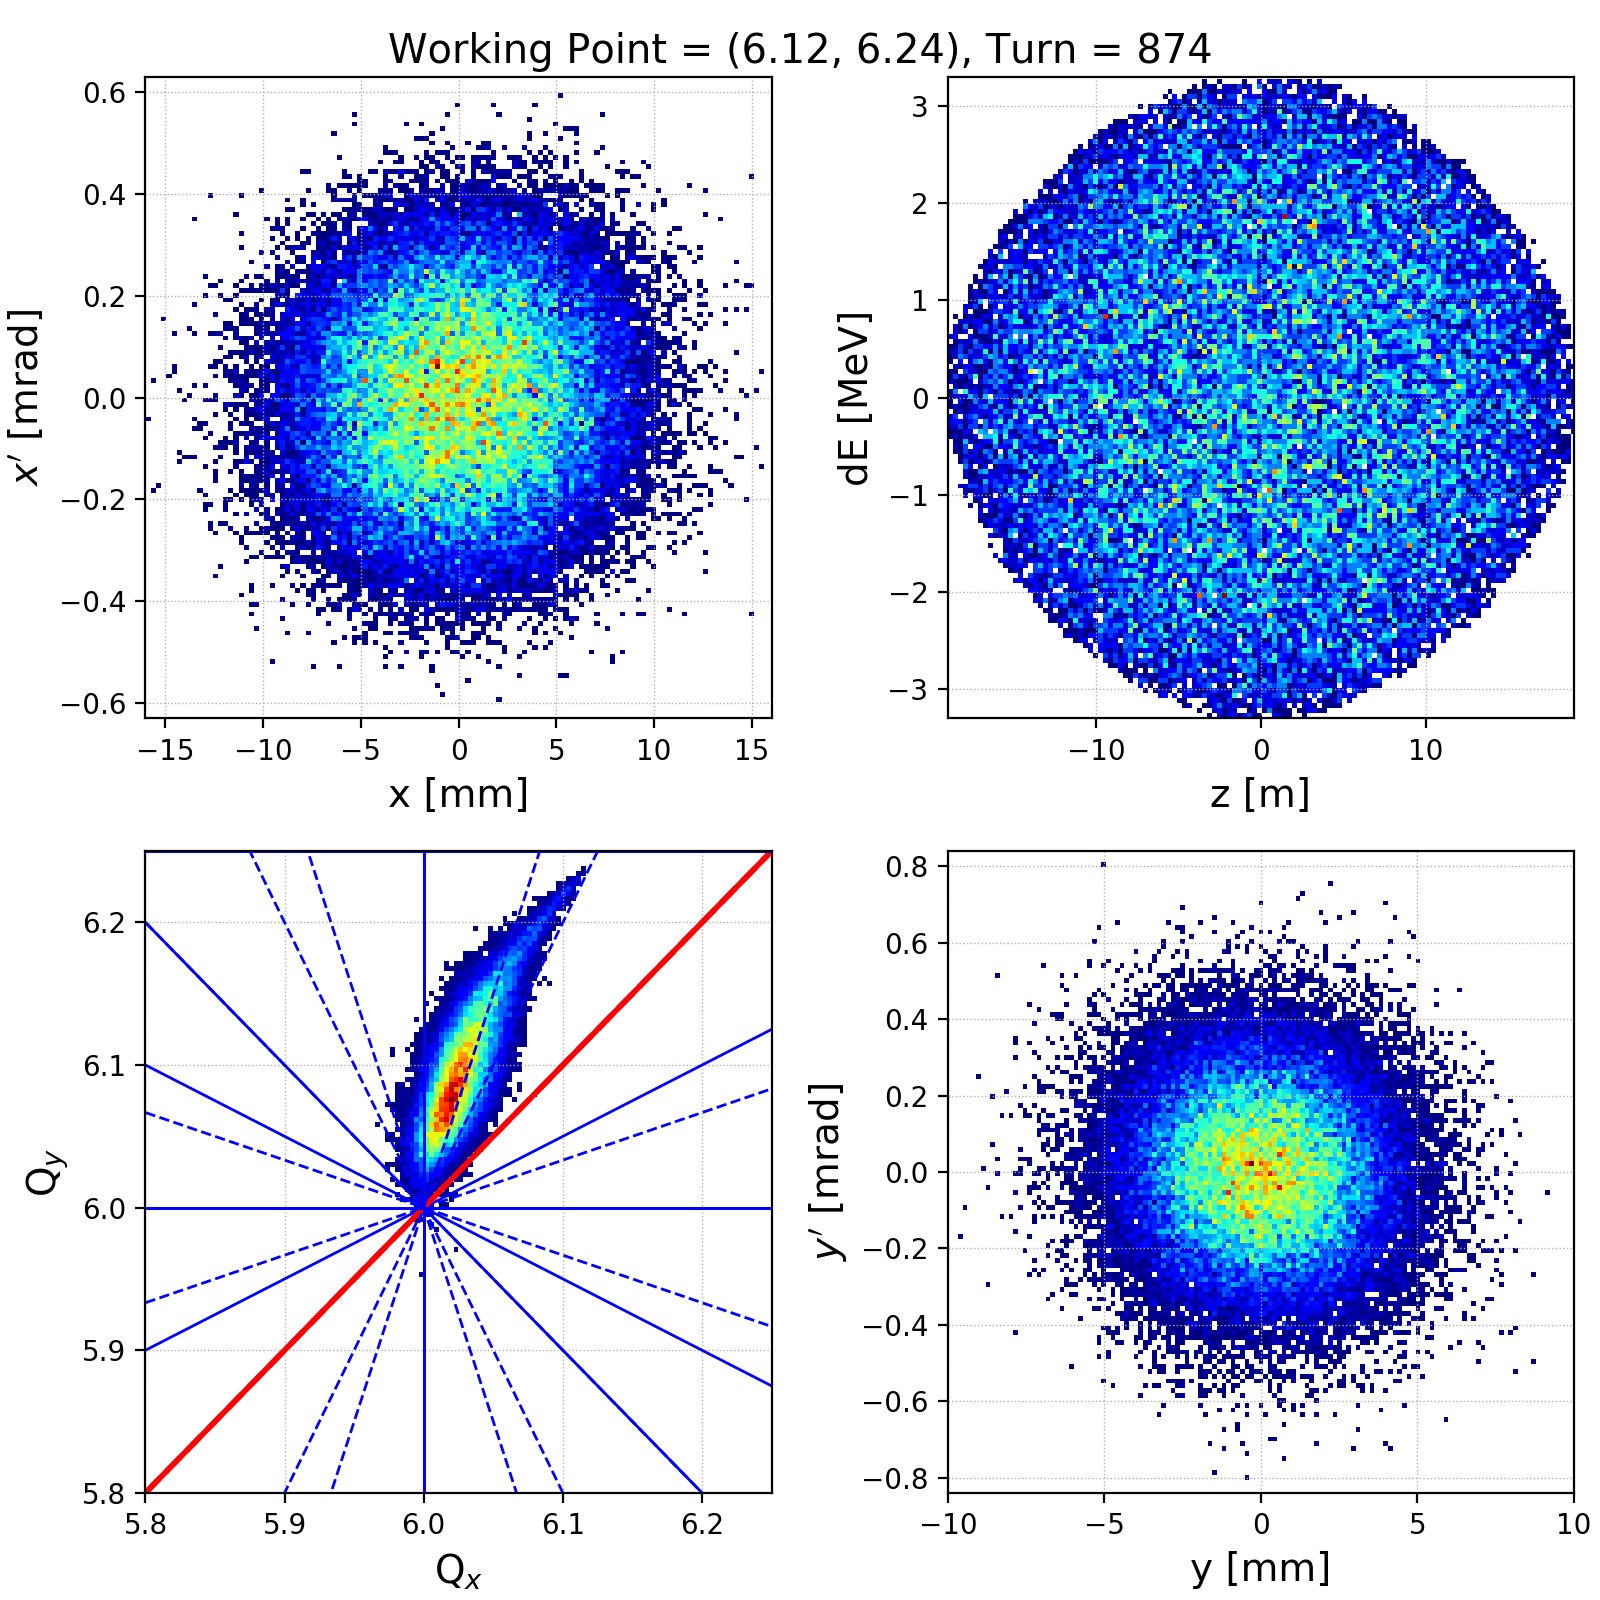 Working Point = (6.12, 6.24), Turn = 874
0.6
0.4
0.2
0.0
−0.2
−0.4
−0.6
x′ [mrad]
−15 −10 −5 0 5 10 15
x [mm]
3
2
1
0
−1
−2
−3
dE [MeV]
−10 0 10
z [m]
6.2
6.1
6.0
5.9
5.8
Qy
5.8 5.9 6.0 6.1 6.2
Qx
0.8
0.6
0.4
0.2
0.0
−0.2
−0.4
−0.6
−0.8
y′ [mrad]
−10 −5 0 5 10
y [mm]